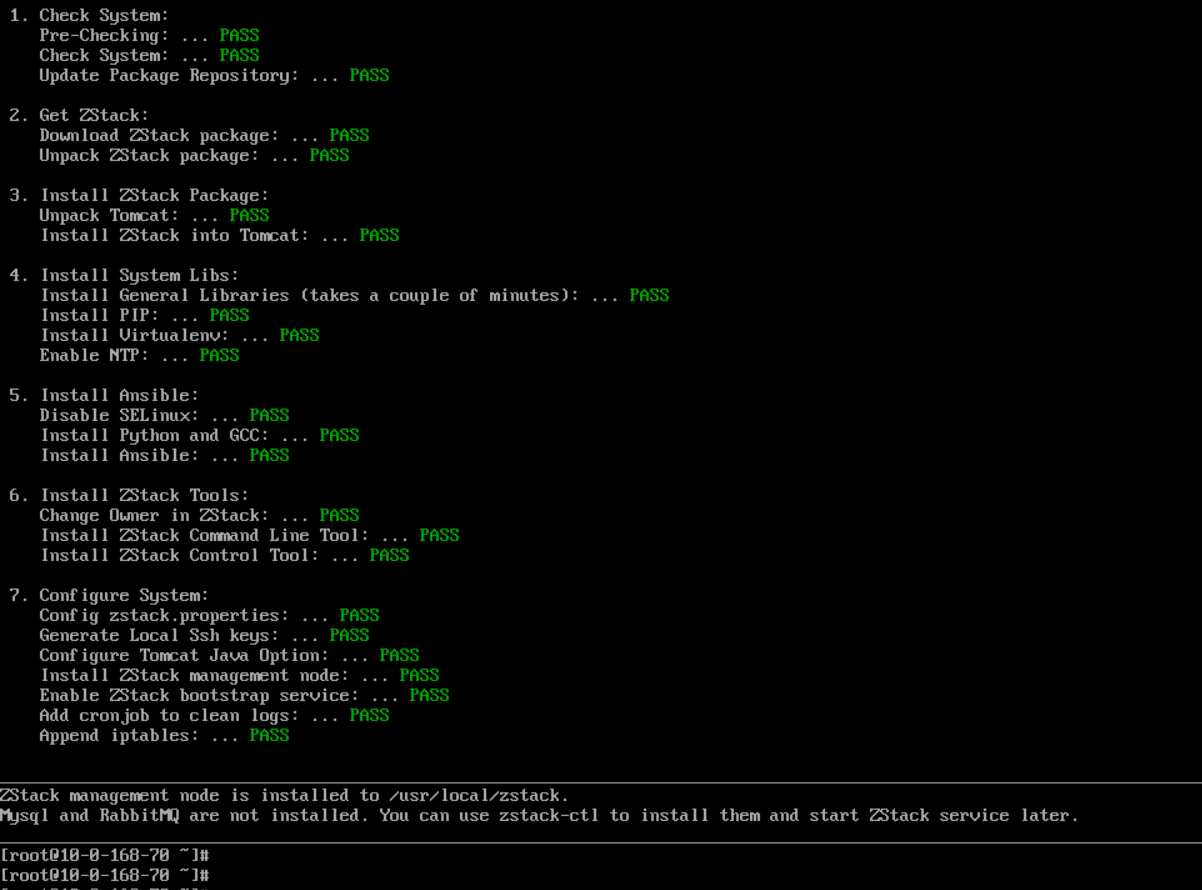 1. Check System:
Pre-Checking: ... PASS
Check System: ... PASS
Update Package Repository: ... PASS
2. Get ZStack:
Download ZStack package: ... PASS
Unpack ZStack package: ... PASS
3. Install ZStack Package:
Unpack Tomcat: ... PASS
Install ZStack into Tomcat: ... PASS
4. Install System Libs:
Install General Libraries (takes a couple of minutes): ... PASS
Install PIP: ... PASS
Install Virtualenv: ... PASS
Enable NTP: ... PASS
5. Install Ansible:
Disable SELinux: ... PASS
Install Python and GCC: ... PASS
Install Ansible: ... PASS
6. Install ZStack Tools:
Change Owner in ZStack: ... PASS
Install ZStack Command Line Tool: ... PASS
Install ZStack Control Tool: ... PASS
7. Configure System:
Config zstack.properties: ... PASS
Generate Local Ssh keys: ... PASS
Configure Tomcat Java Option: ... PASS
Install ZStack management node: ... PASS
Enable ZStack bootstrap service: ... PASS
Add cronjob to clean logs: ... PASS
Append iptables: ... PASS
ZStack management node is installed to /usr/local/zstack.
Mysql and RabbitMQ are not installed. You can use zstack-ctl to install them and start ZStack service later.
[root@10-0-168-70 ~]#
[root@10-0-168-70 ~]#